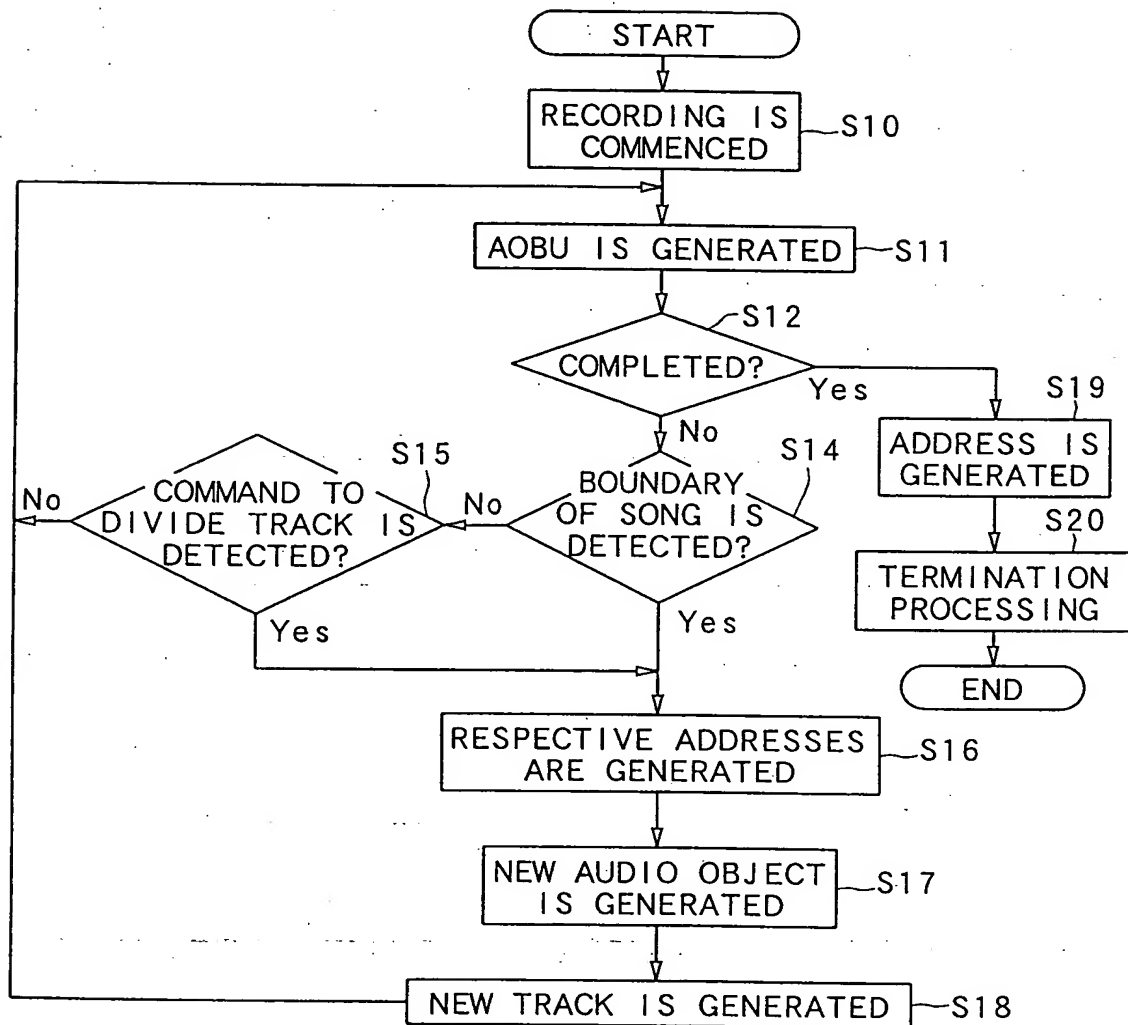 START
RECORDING IS
COMMENCED
S10
AOBU IS GENERATED
S11
S12
COMPLETED?
Yes
No
S19
ADDRESS IS
GENERATED
S20
TERMINATION
PROCESSING
END
S14
BOUNDARY
OF SONG IS
DETECTED?
No
Yes
S15
COMMAND TO
DIVIDE TRACK IS
DETECTED?
No
Yes
RESPECTIVE ADDRESSES
ARE GENERATED
S16
NEW AUDIO OBJECT
IS GENERATED
S17
NEW TRACK IS GENERATED
S18